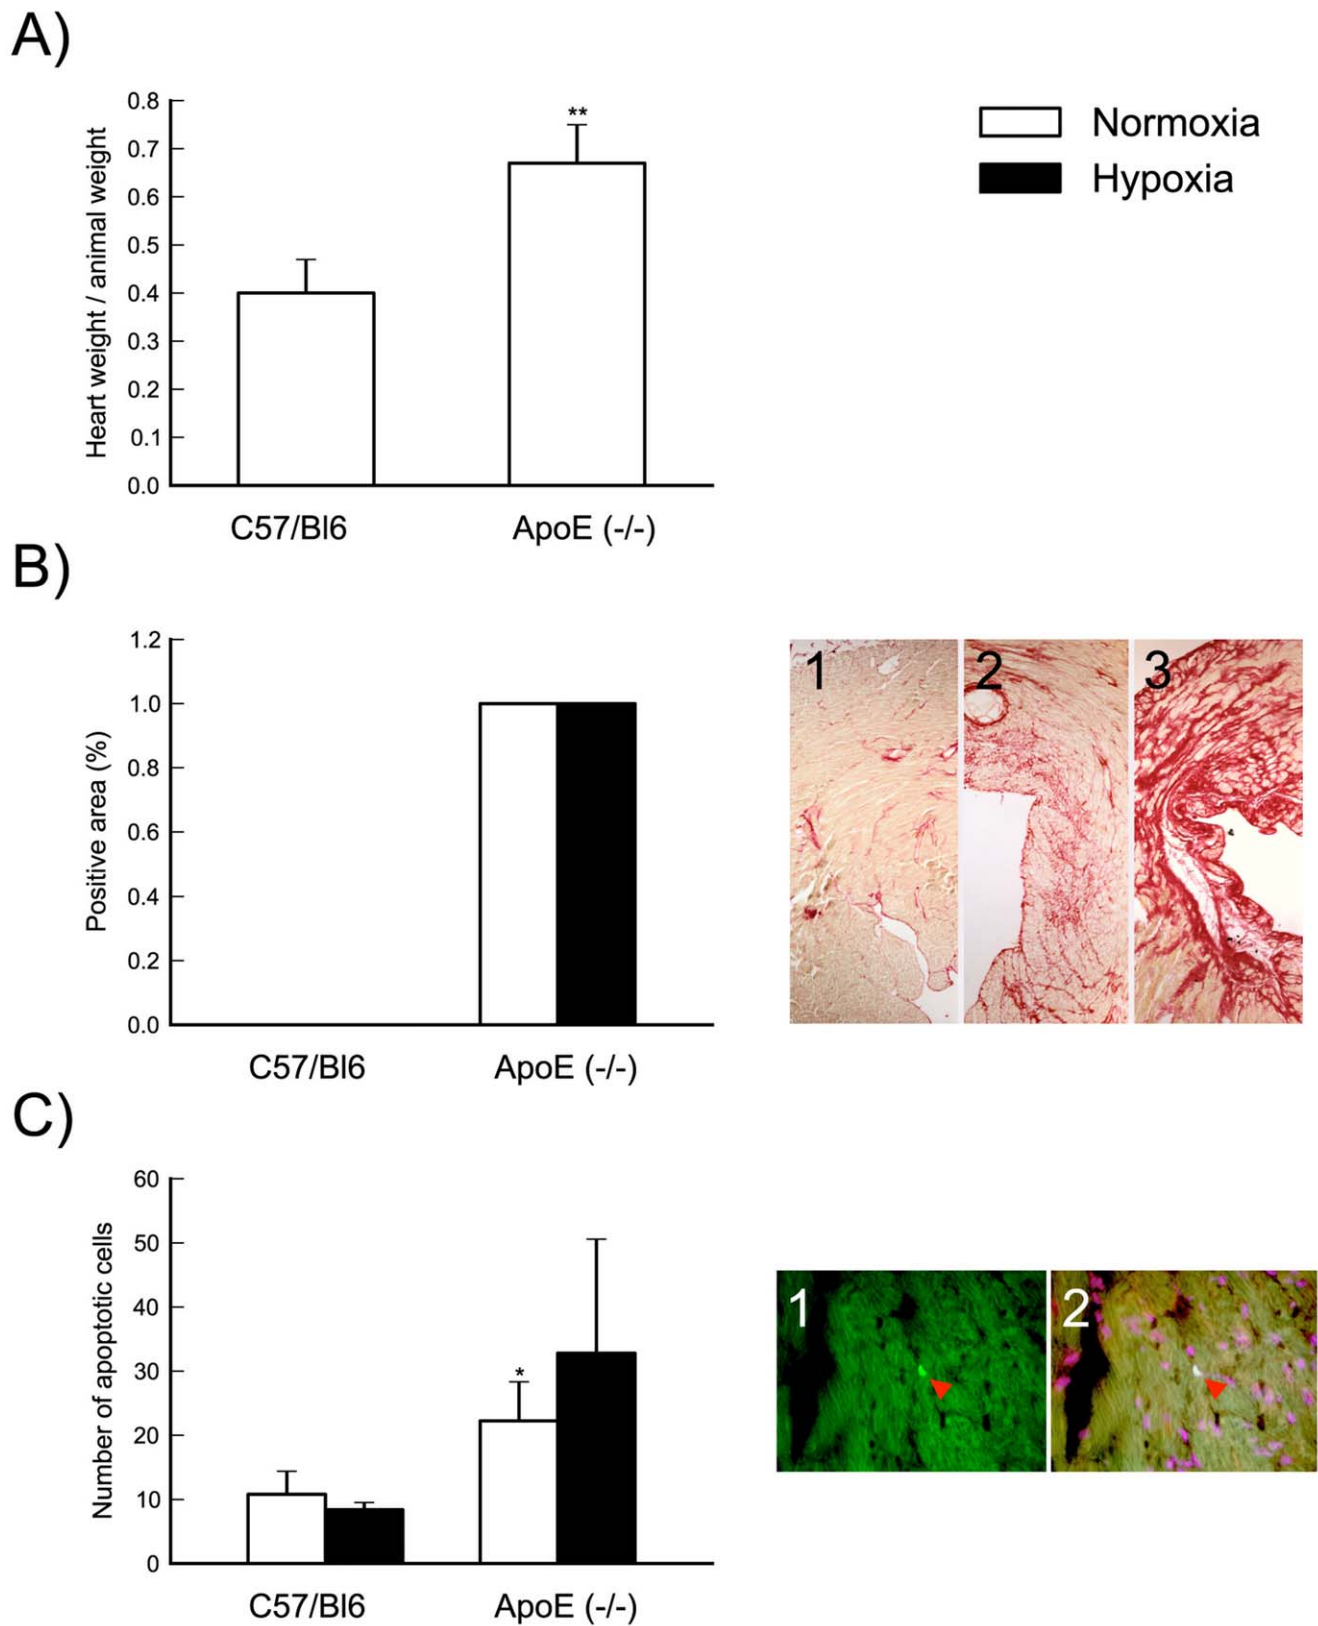 A)
Heart weight / animal weight
0.8
0.7
0.6
0.5
0.4
0.3
0.2
0.1
0.0
**
C57/Bl6
ApoE (-/-)
Normoxia
Hypoxia
B)
Positive area (%)
1.2
1.0
0.8
0.6
0.4
0.2
0.0
C57/Bl6
ApoE (-/-)
1
2
3
C)
Number of apoptotic cells
60
50
40
30
20
10
0
*
C57/Bl6
ApoE (-/-)
1
2